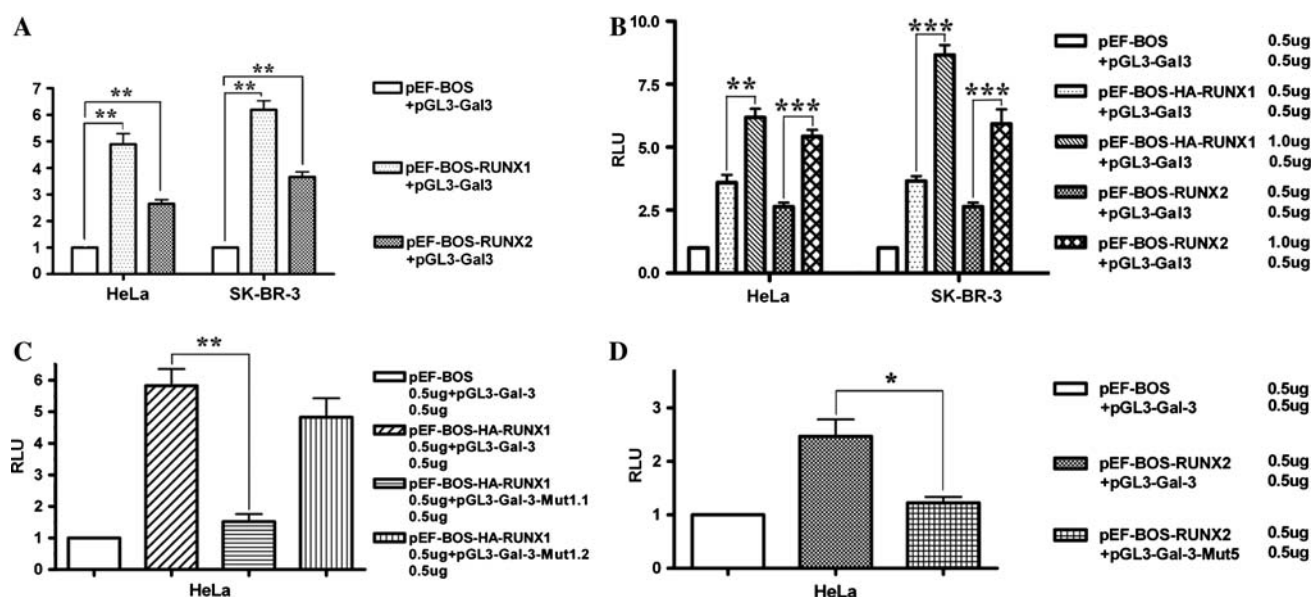 A
7
6
5
4
3
2
1
0
**
**
**
**
HeLa
SK-BR-3
pEF-BOS
+pGL3-Gal3
pEF-BOS-RUNX1
+pGL3-Gal3
pEF-BOS-RUNX2
+pGL3-Gal3
B
10.0
7.5
5.0
2.5
0.0
RLU
**
***
***
***
HeLa
SK-BR-3
pEF-BOS 0.5ug
+pGL3-Gal3 0.5ug
pEF-BOS-HA-RUNX1 0.5ug
+pGL3-Gal3 0.5ug
pEF-BOS-HA-RUNX1 1.0ug
+pGL3-Gal3 0.5ug
pEF-BOS-RUNX2 0.5ug
+pGL3-Gal3 0.5ug
pEF-BOS-RUNX2 1.0ug
+pGL3-Gal3 0.5ug
C
6
5
4
3
2
1
0
RLU
**
HeLa
pEF-BOS
0.5ug+pGL3-Gal-3
0.5ug
pEF-BOS-HA-RUNX1
0.5ug+pGL3-Gal-3
0.5ug
pEF-BOS-HA-RUNX1
0.5ug+pGL3-Gal-3-Mut1.1
0.5ug
pEF-BOS-HA-RUNX1
0.5ug+pGL3-Gal-3-Mut1.2
0.5ug
D
3
2
1
0
RLU
*
HeLa
pEF-BOS 0.5ug
+pGL3-Gal-3 0.5ug
pEF-BOS-RUNX2 0.5ug
+pGL3-Gal-3 0.5ug
pEF-BOS-RUNX2 0.5ug
+pGL3-Gal-3-Mut5 0.5ug